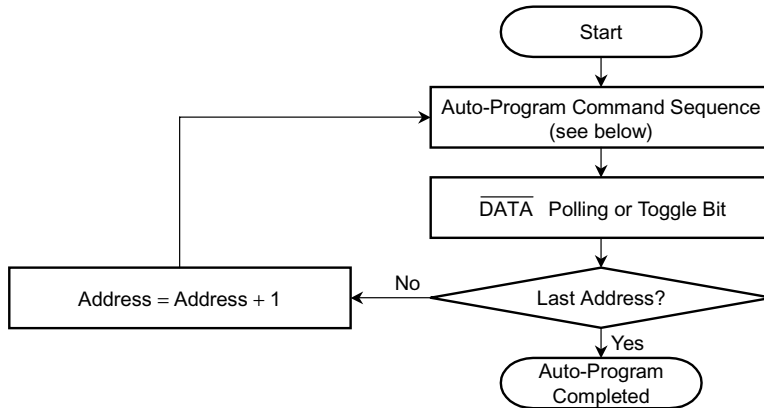 Start
Auto-Program Command Sequence
(see below)
DATA Polling or Toggle Bit
Last Address?
No
Address = Address + 1
Yes
Auto-Program
Completed